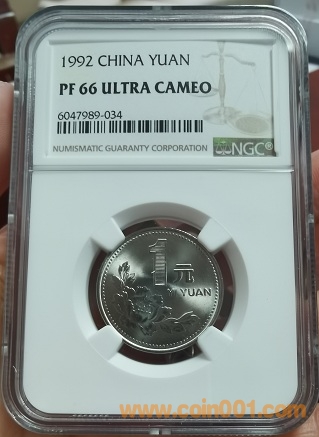 1992 CHINA YUAN
PF 66 ULTRA CAMEO
6047989-034
NUMISMATIC GUARANTY CORPORATION
NGC
1 元
YUAN
www.coin001.com